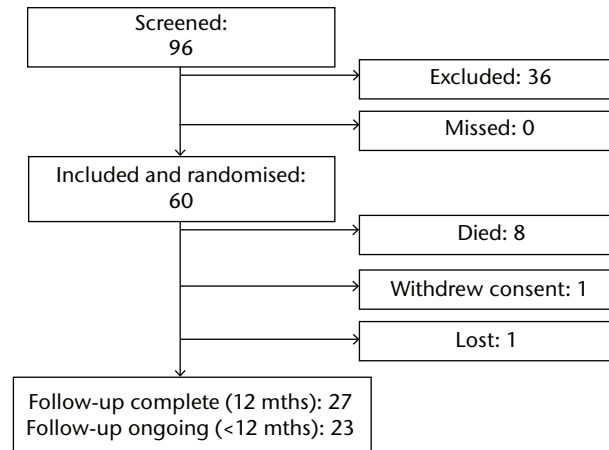 Screened:
96
Excluded: 36
Missed: 0
Included and randomised:
60
Died: 8
Withdrew consent: 1
Lost: 1
Follow-up complete (12 mths): 27
Follow-up ongoing (<12 mths): 23